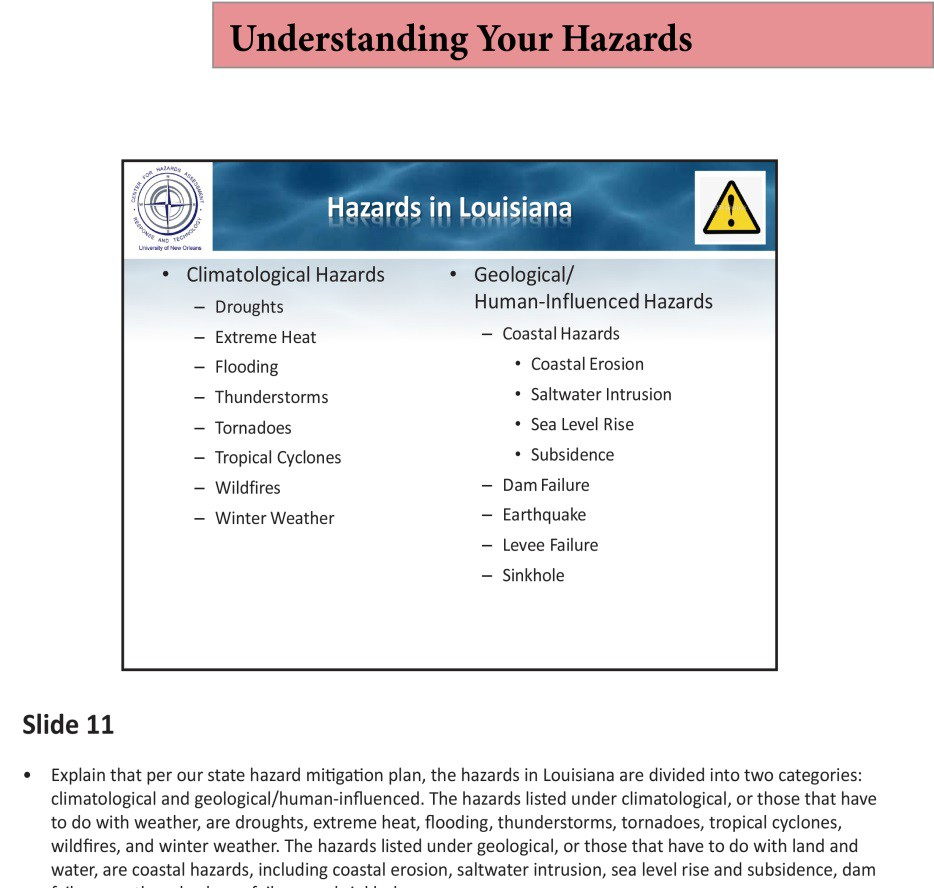 Understanding Your Hazards
CENTER FOR HAZARDS ASSESSMENT
RESPONSE AND TECHNOLOGY
University of New Orleans
Hazards in Louisiana
• Climatological Hazards
– Droughts
– Extreme Heat
– Flooding
– Thunderstorms
– Tornadoes
– Tropical Cyclones
– Wildfires
– Winter Weather
• Geological/
Human-Influenced Hazards
– Coastal Hazards
• Coastal Erosion
• Saltwater Intrusion
• Sea Level Rise
• Subsidence
– Dam Failure
– Earthquake
– Levee Failure
– Sinkhole
Slide 11
• Explain that per our state hazard mitigation plan, the hazards in Louisiana are divided into two categories:
climatological and geological/human-influenced. The hazards listed under climatological, or those that have
to do with weather, are droughts, extreme heat, flooding, thunderstorms, tornadoes, tropical cyclones,
wildfires, and winter weather. The hazards listed under geological, or those that have to do with land and
water, are coastal hazards, including coastal erosion, saltwater intrusion, sea level rise and subsidence, dam